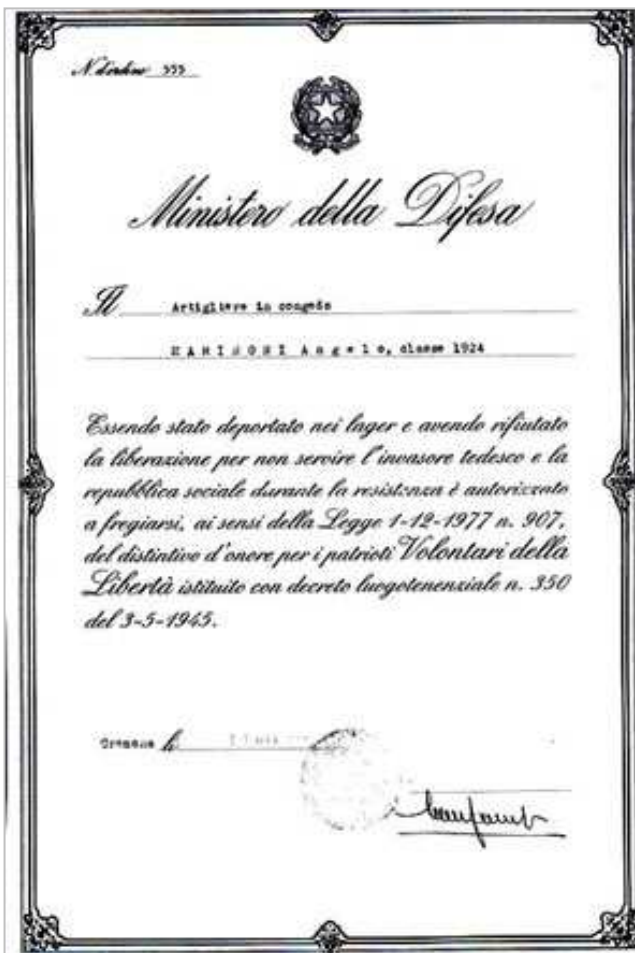 N. d'ordine 555
Ministero della Difesa
Il Artigliere in congedo
Angelo, classe 1924
Essendo stato deportato nei lager e avendo rifiutato
la liberazione per non servire l'invasore tedesco e la
repubblica sociale durante la resistenza è autorizzato
a fregiarsi, ai sensi della Legge 1-12-1977 n. 907,
del distintivo d'onore per i patrioti Volontari della
Libertà istituito con decreto luogotenenziale n. 350
del 3-5-1945.
Cremona li